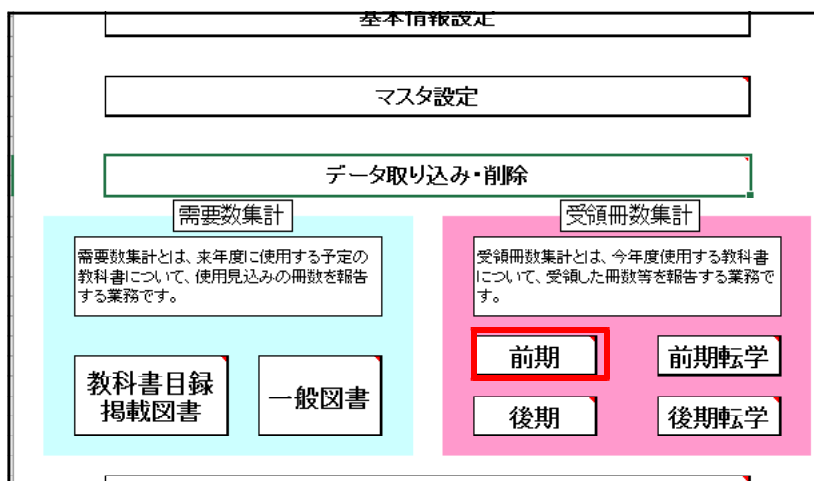 基本情報設定
マスタ設定
データ取り込み・削除
需要数集計
需要数集計とは、来年度に使用する予定の
教科書について、使用見込みの冊数を報告
する業務です。
教科書目録
掲載図書
一般図書
受領冊数集計
受領冊数集計とは、今年度使用する教科書
について、受領した冊数等を報告する業務で
す。
前期
前期転学
後期
後期転学